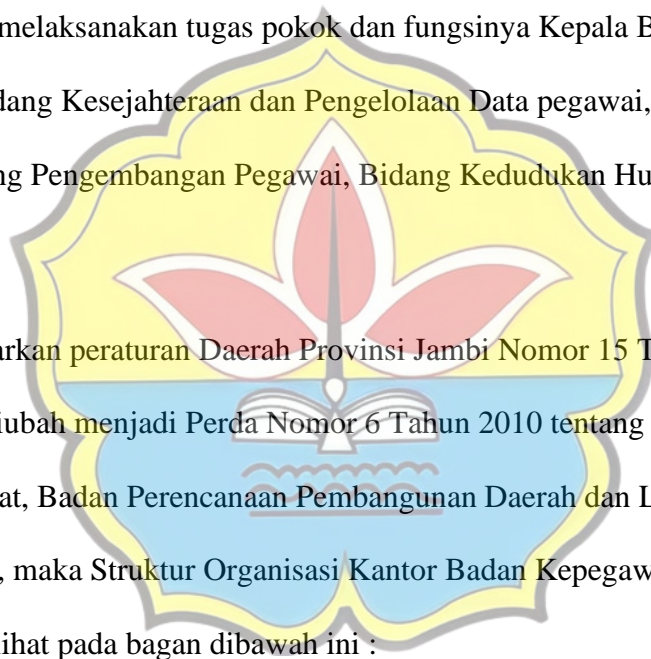 melaksanakan tugas pokok dan fungsinya Kepala B
dang Kesejahteraan dan Pengelolaan Data pegawai,
ng Pengembangan Pegawai, Bidang Kedudukan Hu
arkan peraturan Daerah Provinsi Jambi Nomor 15 T
iubah menjadi Perda Nomor 6 Tahun 2010 tentang
at, Badan Perencanaan Pembangunan Daerah dan L
, maka Struktur Organisasi Kantor Badan Kepegaw
lihat pada bagan dibawah ini :